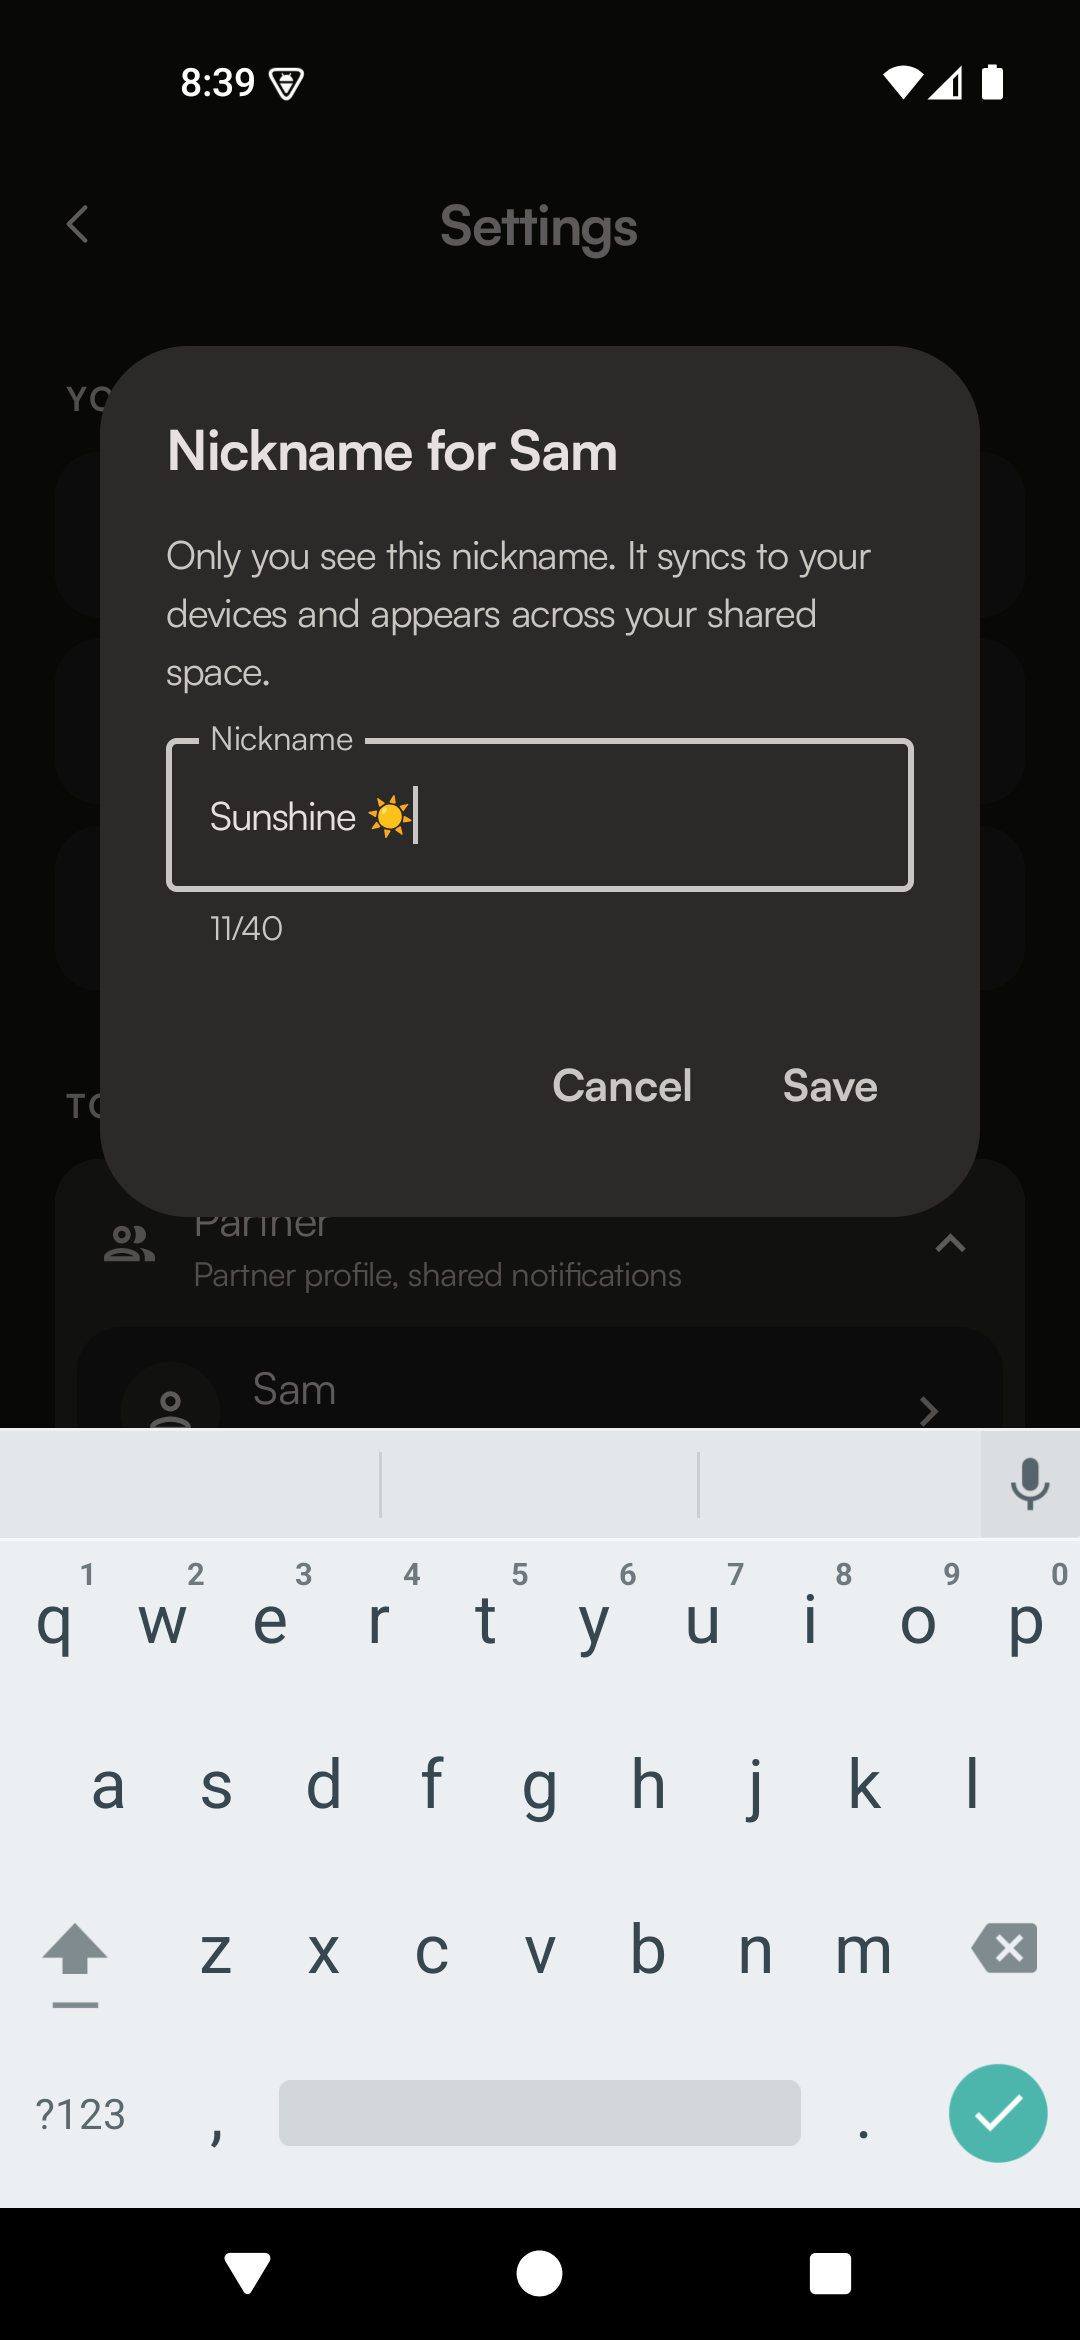 8:39
Settings
YO
Nickname for Sam
Only you see this nickname. It syncs to your
devices and appears across your shared
space.
Nickname
Sunshine ☀️
11/40
Cancel Save
TO
Partner
Partner profile, shared notifications
Sam
1 2 3 4 5 6 7 8 9 0
q w e r t y u i o p
a s d f g h j k l
z x c v b n m
?123 , .